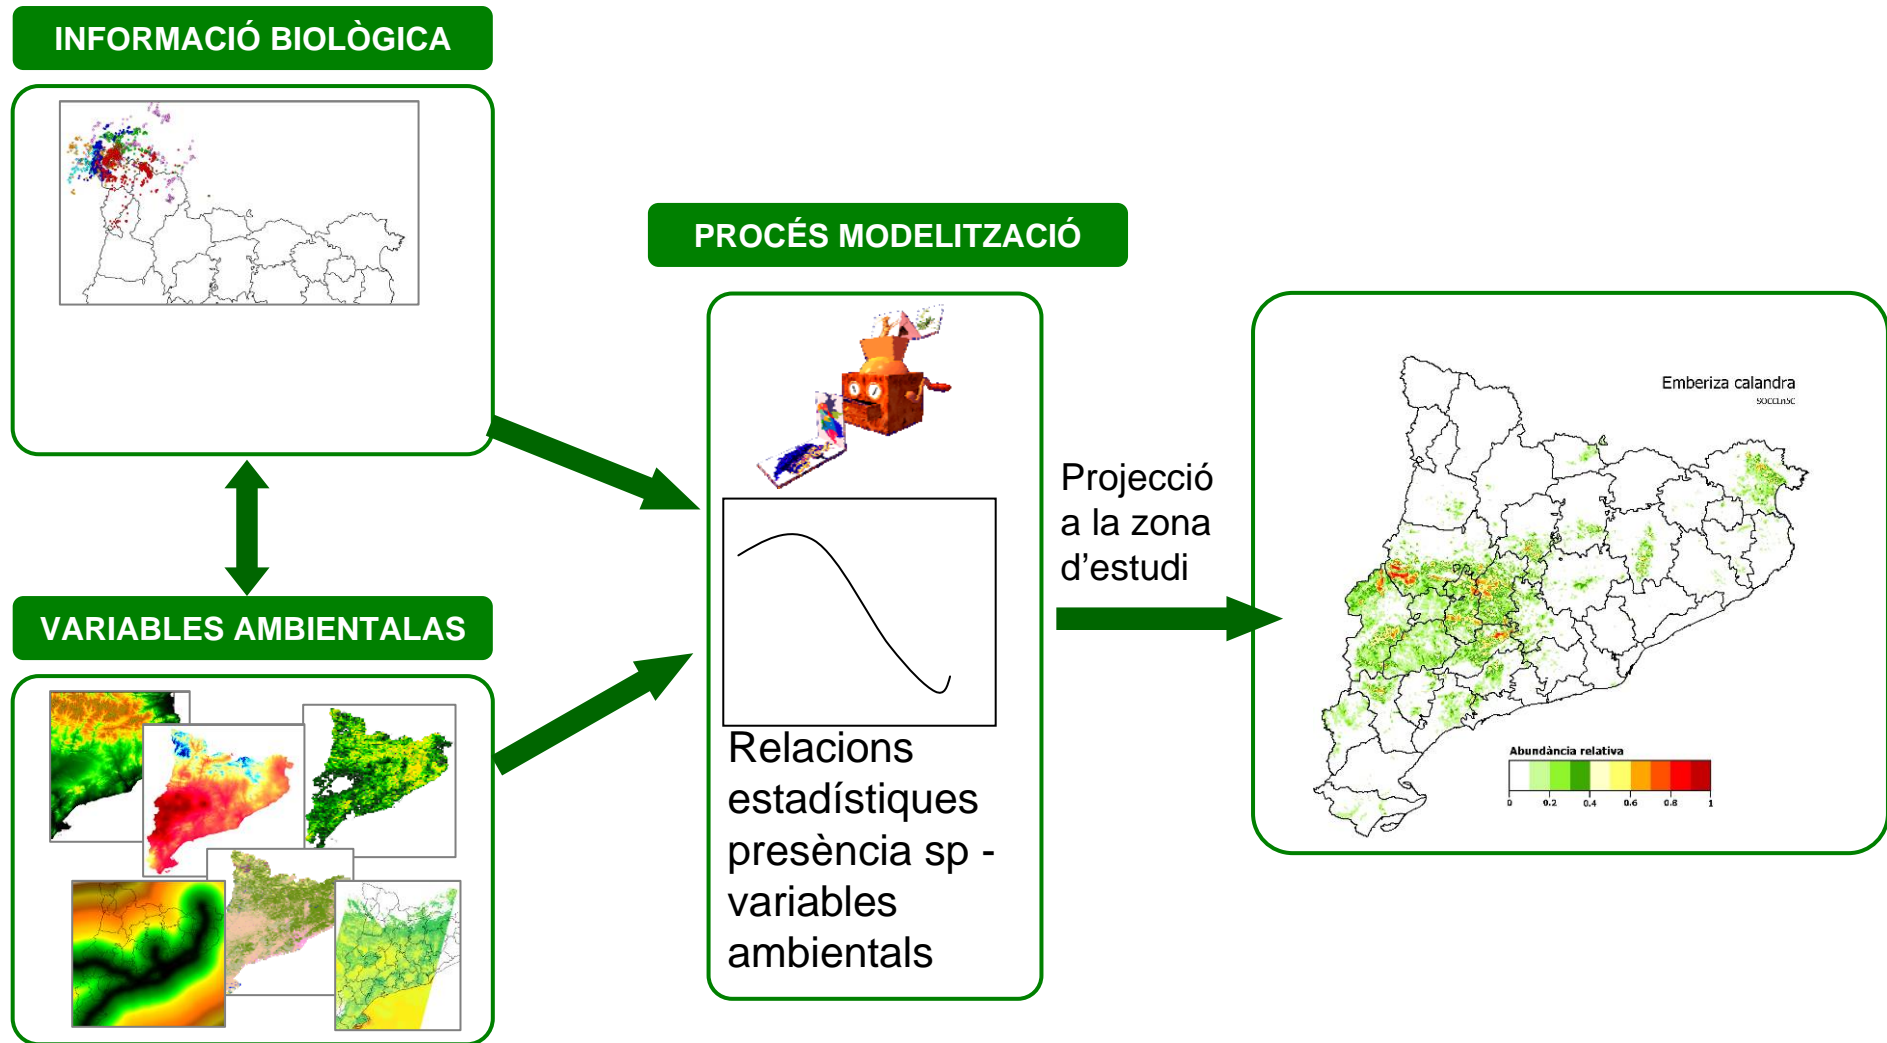 INFORMACIÓ BIOLÒGICA
VARIABLES AMBIENTALAS
PROCÉS MODELITZACIÓ
Relacions
estadístiques
presència sp -
variables
ambientals
Projecció
a la zona
d'estudi
Emberiza calandra
Abundància relativa
0 0.2 0.4 0.6 0.8 1